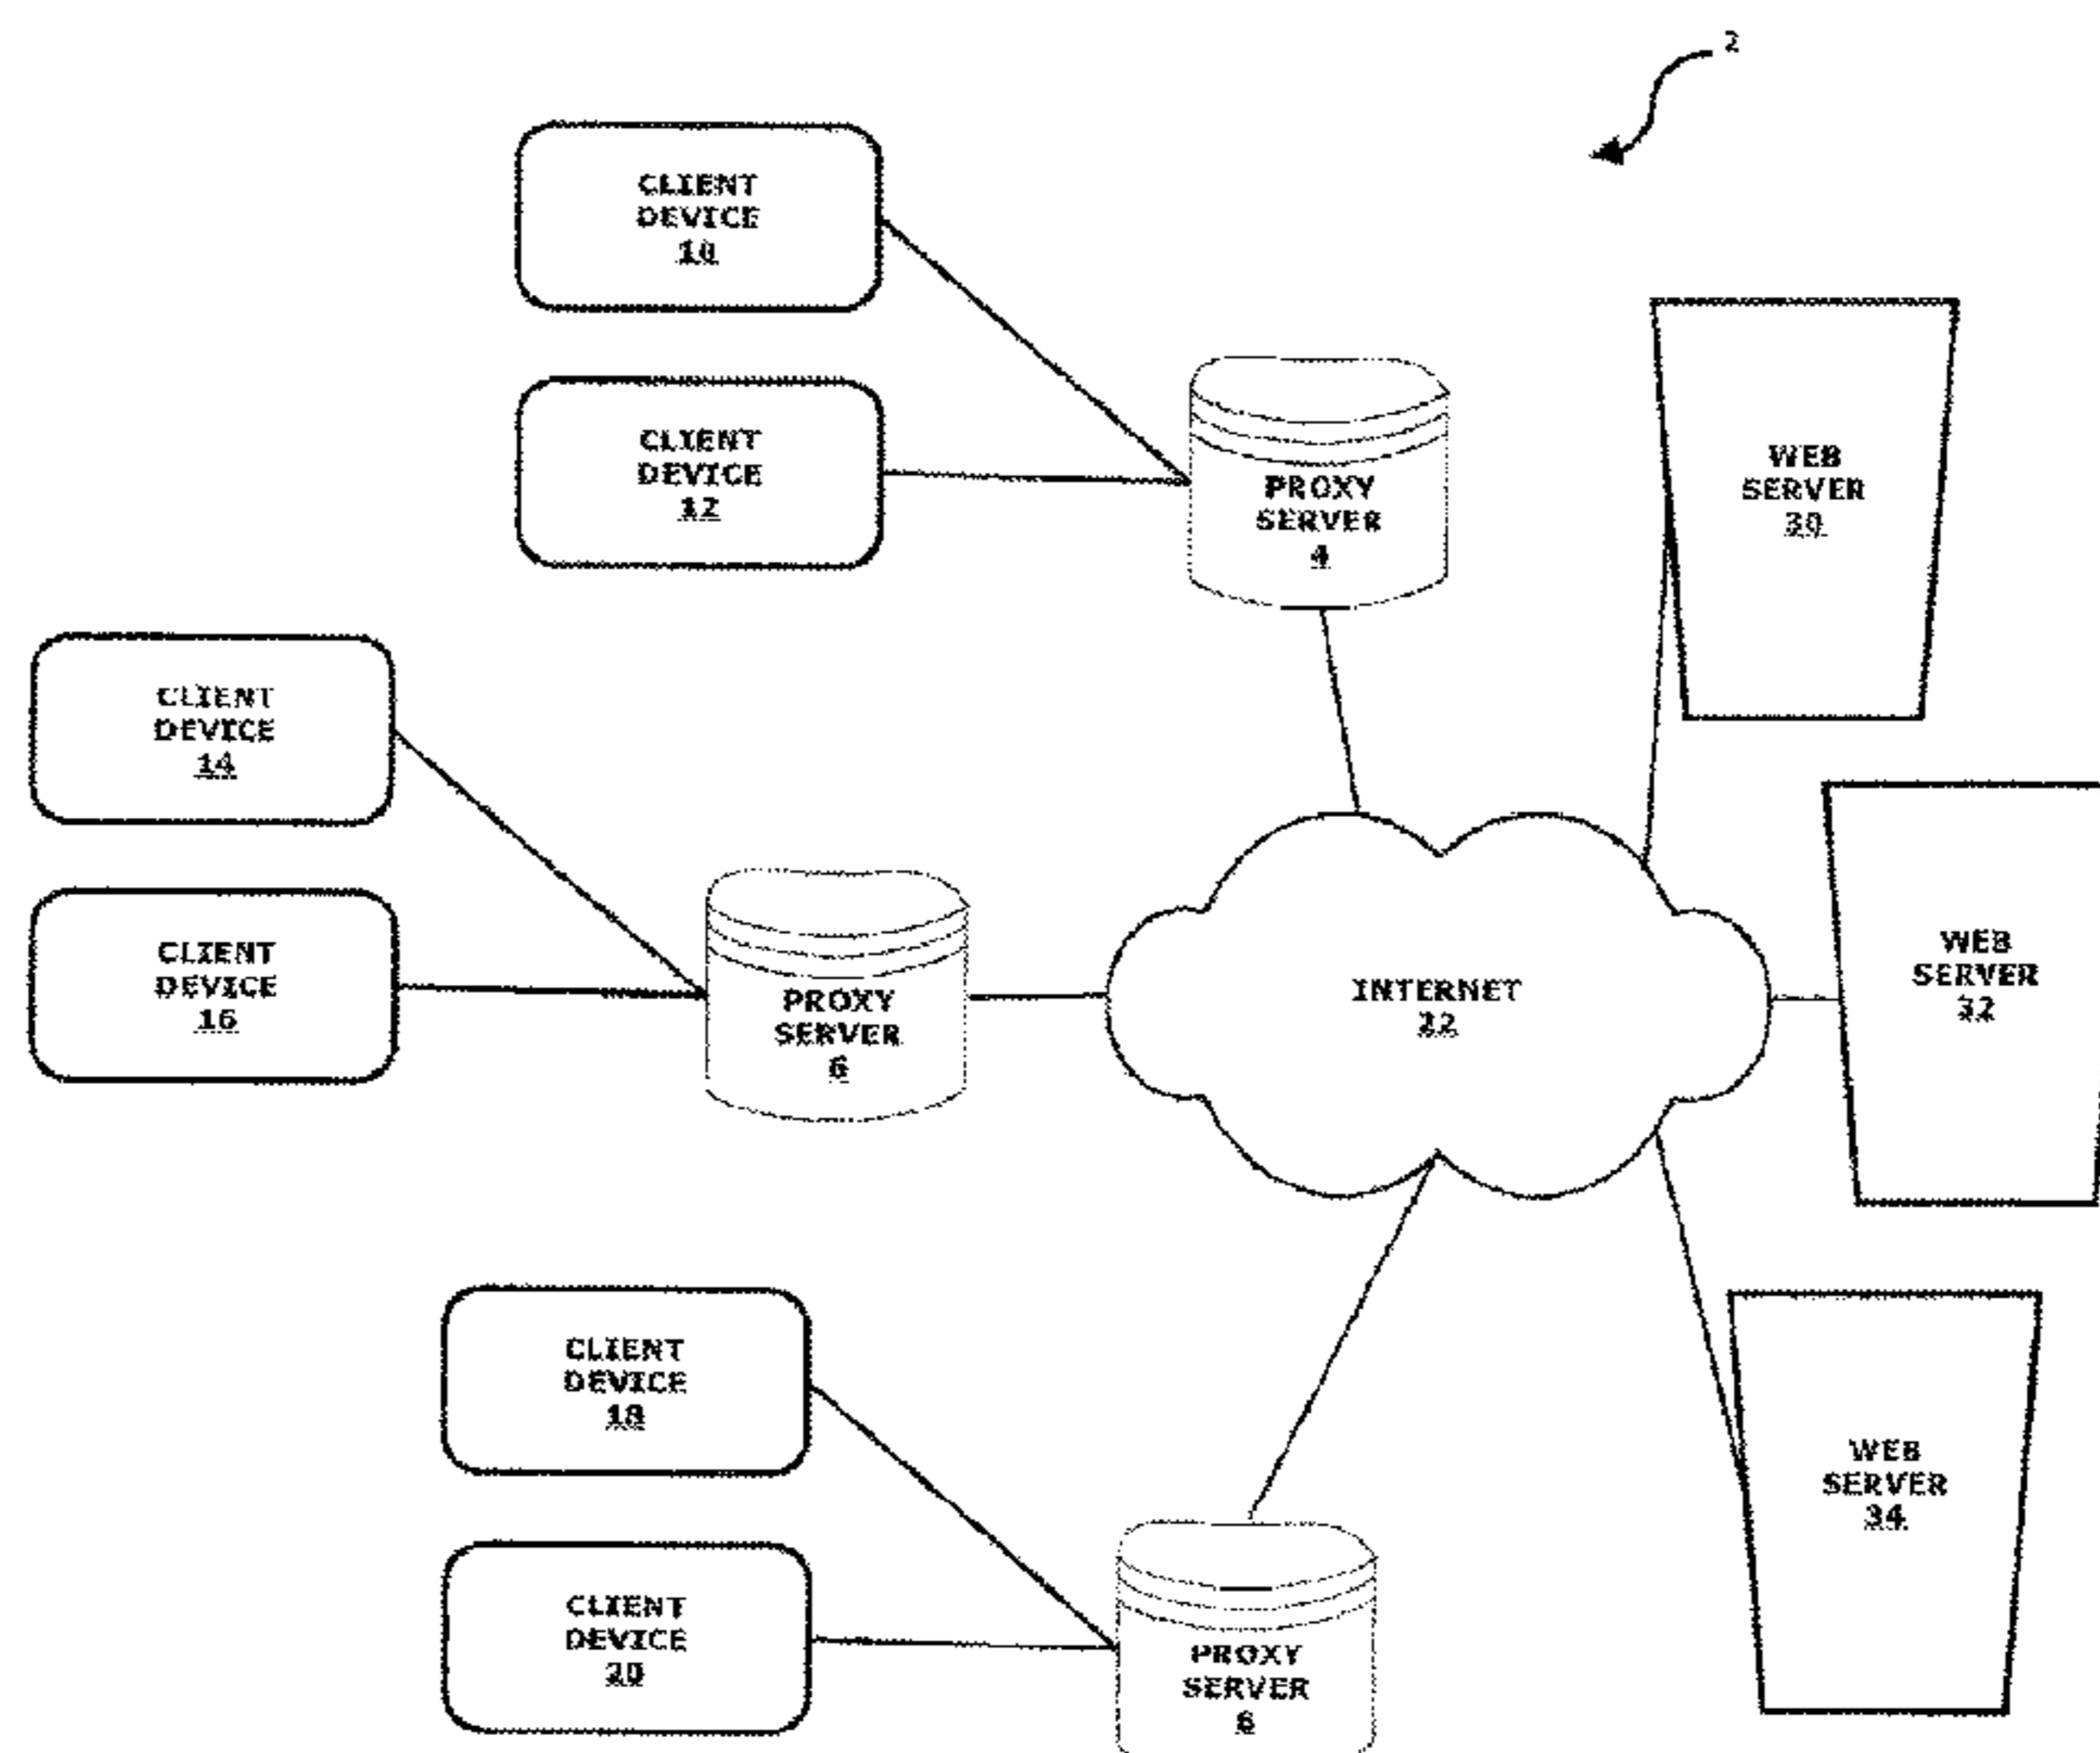 2
CLIENT
DEVICE
10
CLIENT
DEVICE
12
PROXY
SERVER
4
WEB
SERVER
30
CLIENT
DEVICE
14
CLIENT
DEVICE
16
PROXY
SERVER
6
INTERNET
22
WEB
SERVER
32
CLIENT
DEVICE
18
CLIENT
DEVICE
20
PROXY
SERVER
8
WEB
SERVER
34